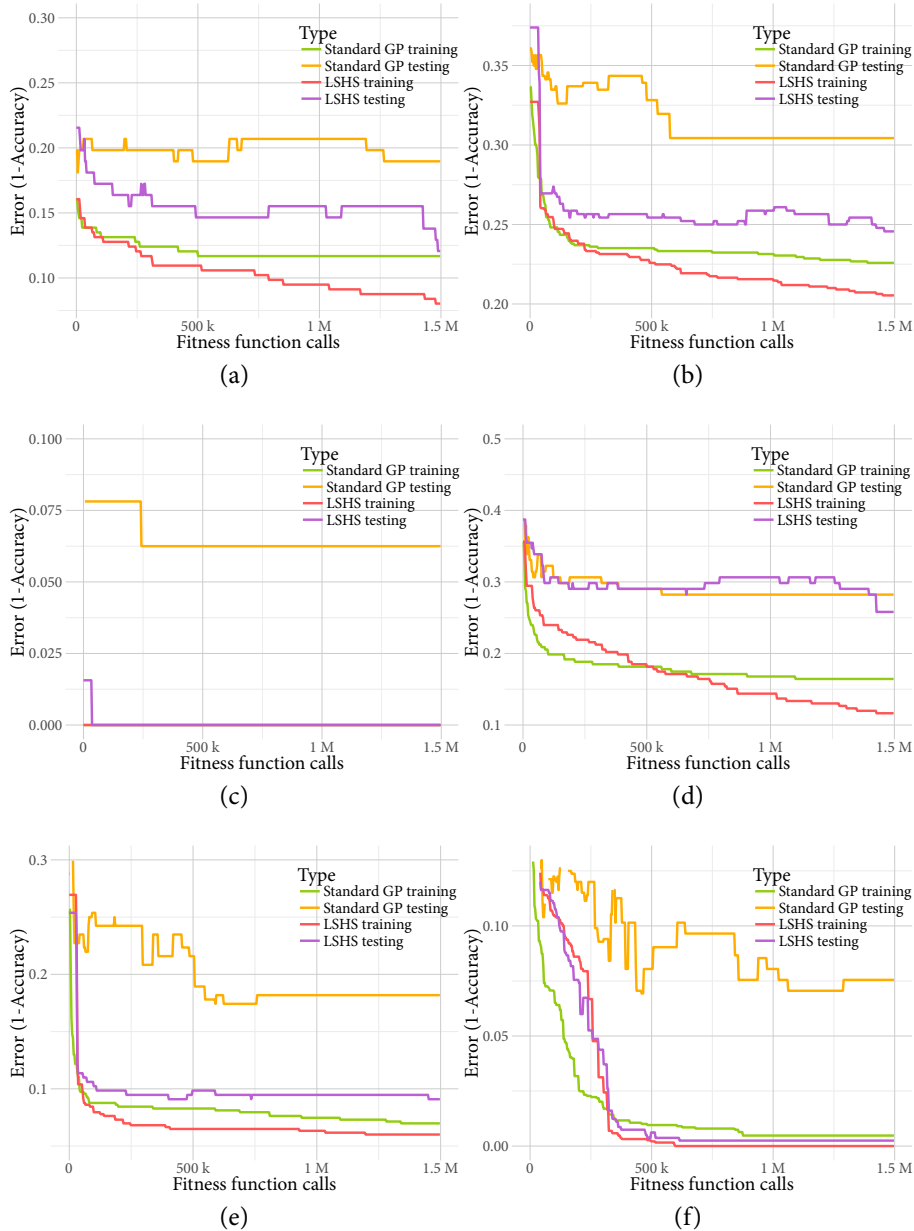 0.30
0.25
0.20
0.15
0.10
Error (1-Accuracy)
Type
Standard GP training
Standard GP testing
LSHS training
LSHS testing
0
500 k
1 M
1.5 M
Fitness function calls
(a)
0.35
0.30
0.25
0.20
Error (1-Accuracy)
Type
Standard GP training
Standard GP testing
LSHS training
LSHS testing
0
500 k
1 M
1.5 M
Fitness function calls
(b)
0.100
0.075
0.050
0.025
0.000
Error (1-Accuracy)
Type
Standard GP training
Standard GP testing
LSHS training
LSHS testing
0
500 k
1 M
1.5 M
Fitness function calls
(c)
0.5
0.4
0.3
0.2
0.1
Error (1-Accuracy)
Type
Standard GP training
Standard GP testing
LSHS training
LSHS testing
0
500 k
1 M
1.5 M
Fitness function calls
(d)
0.3
0.2
0.1
Error (1-Accuracy)
Type
Standard GP training
Standard GP testing
LSHS training
LSHS testing
0
500 k
1 M
1.5 M
Fitness function calls
(e)
0.10
0.05
0.00
Error (1-Accuracy)
Type
Standard GP training
Standard GP testing
LSHS training
LSHS testing
0
500 k
1 M
1.5 M
Fitness function calls
(f)